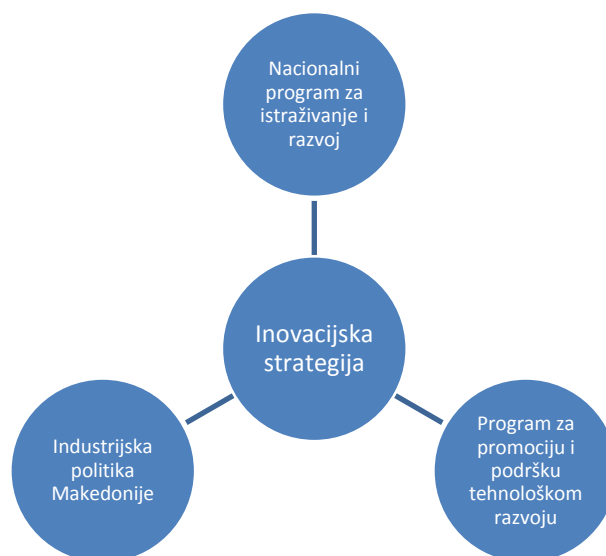 Nacionalni
program za
istraživanje i
razvoj
Inovacijska
strategija
Industrijska
politika
Makedonije
Program za
promociju i
podršku
tehnološkom
razvoju